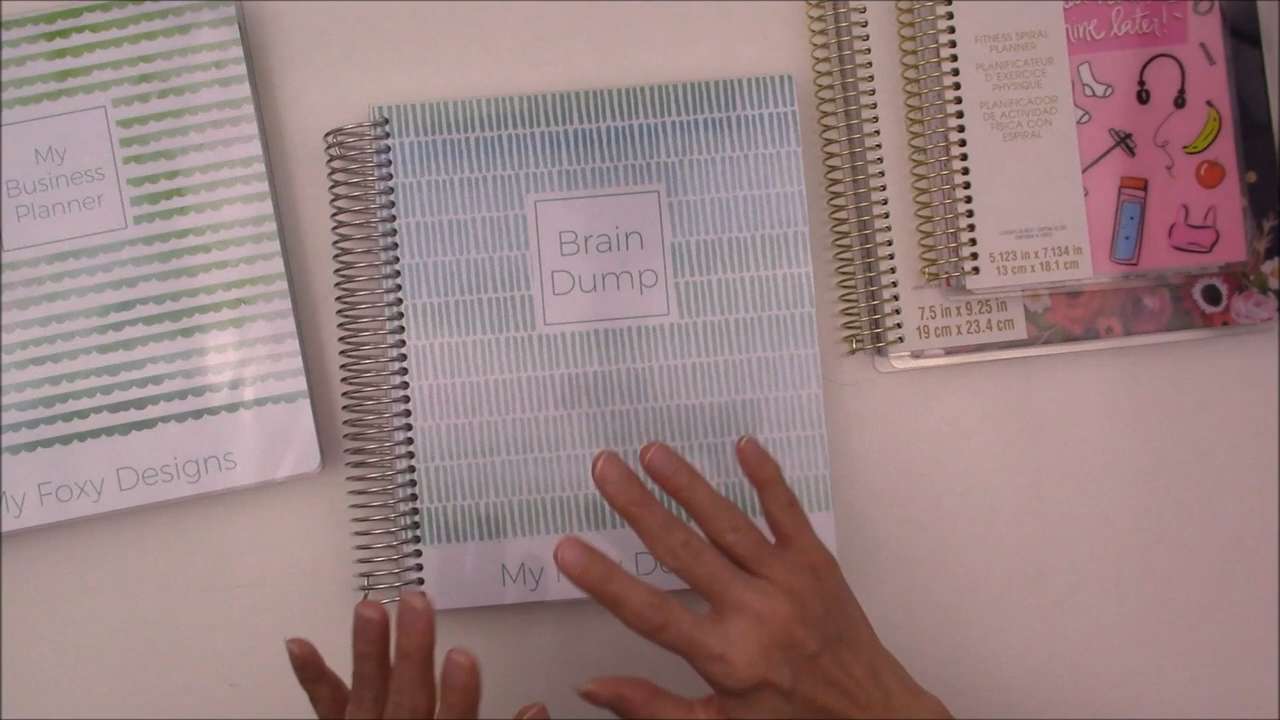 My
Business
Planner
My Foxy Designs
Brain
Dump
My
FITNESS SPIRAL
PLANNER
PLANIFICATEUR
D'EXERCICE
PHYSIQUE
PLANIFICADOR
DE ACTIVIDAD
FÍSICA CON
ESPIRAL
5.123 in x 7.134 in
13 cm x 18.1 cm
later!
7.5 in x 9.25 in
19 cm x 23.4 cm